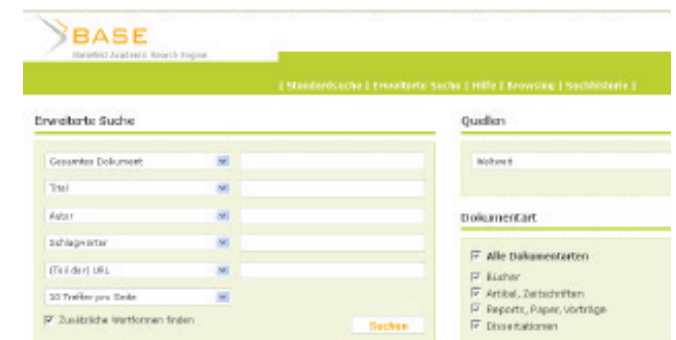 BASE
Bielefeld Academic Search Engine
| Standardsuche | Erweiterte Suche | Hilfe | Browsing | Suchhistorie |
Erweiterte Suche
Gesamtes Dokument
Titel
Autor
Schlagwörter
(Teil der) URL
10 Treffer pro Seite
Zusätzliche Wortformen finden
Suchen
Quellen
Weltweit
Dokumentart
Alle Dokumentarten
Bücher
Artikel, Zeitschriften
Reports, Paper, Vorträge
Dissertationen